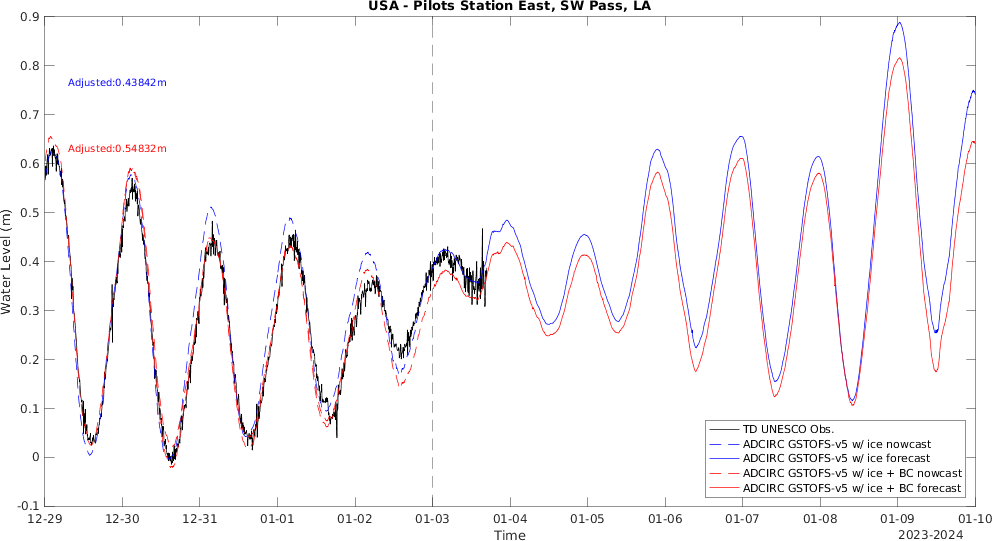 USA - Pilots Station East, SW Pass, LA
0.9
0.8
0.7
0.6
0.5
0.4
0.3
0.2
0.1
0
-0.1
Water Level (m)
Adjusted:0.43842m
Adjusted:0.54832m
TD UNESCO Obs.
ADCIRC GSTOFS-v5 w/ ice nowcast
ADCIRC GSTOFS-v5 w/ ice forecast
ADCIRC GSTOFS-v5 w/ ice + BC nowcast
ADCIRC GSTOFS-v5 w/ ice + BC forecast
12-29 12-30 12-31 01-01 01-02 01-03 01-04 01-05 01-06 01-07 01-08 01-09 01-10
Time
2023-2024